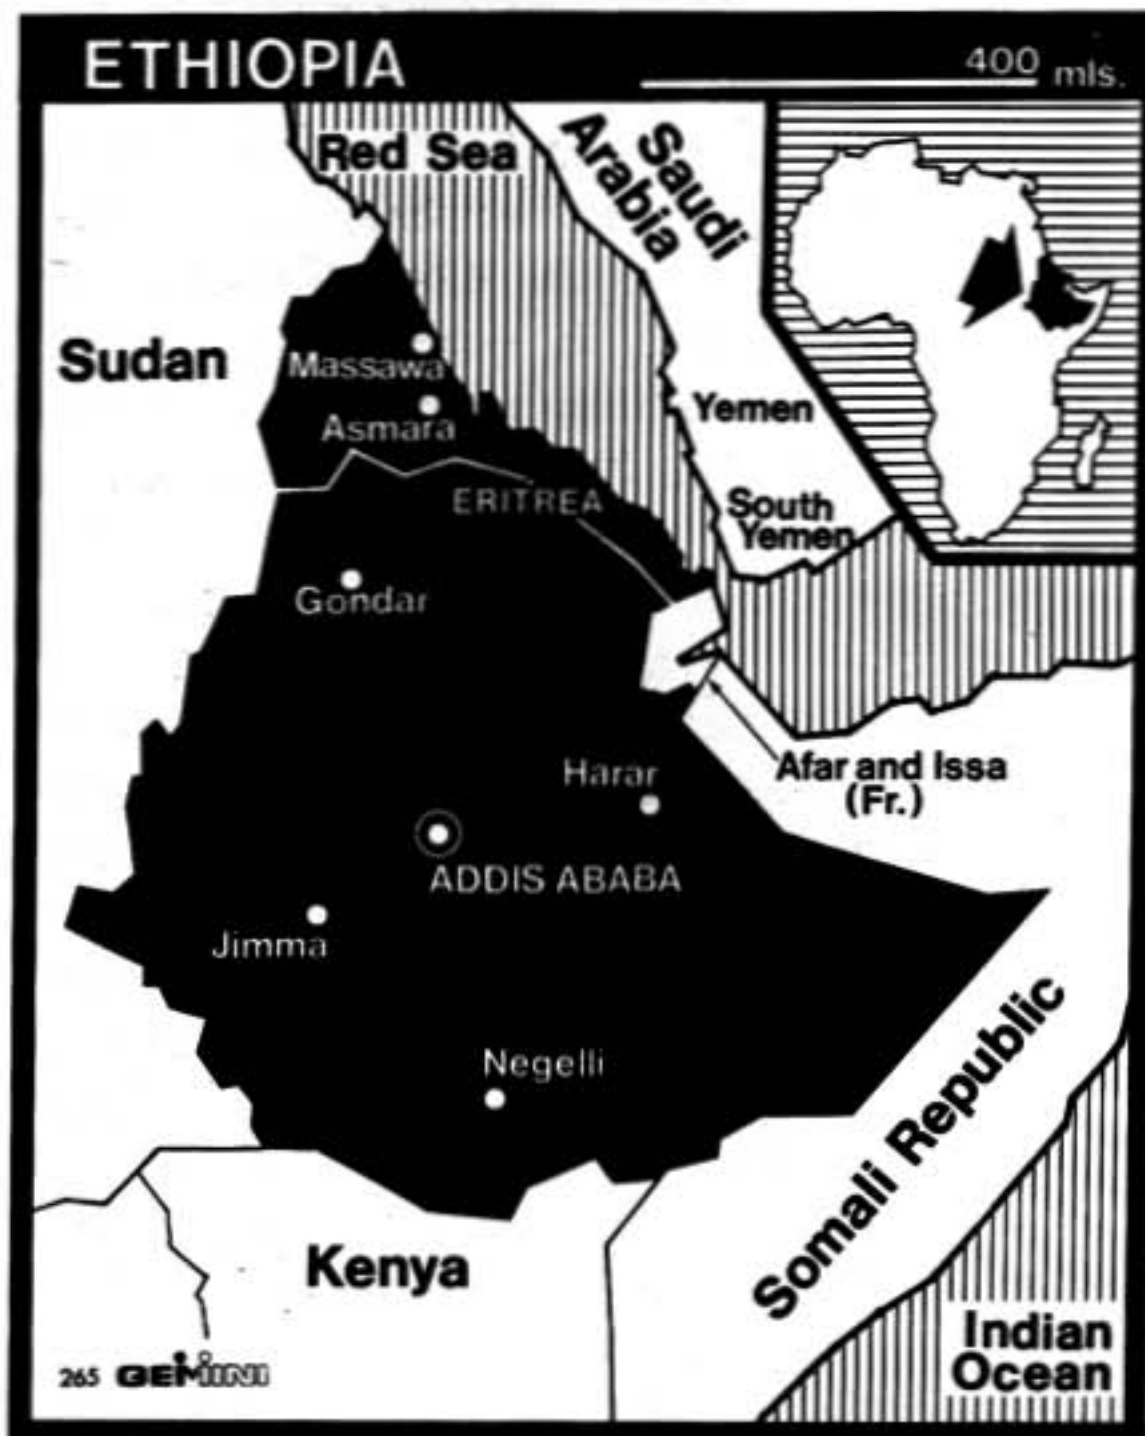 ETHIOPIA
400 mls.
Red Sea
Saudi
Arabia
Sudan
Massawa
Asmara
Yemen
ERITREA
South
Yemen
Gondar
Harar
Afar and Issa
(Fr.)
ADDIS ABABA
Jimma
Negelli
Somali Republic
Kenya
Indian
Ocean
265 GEMINI